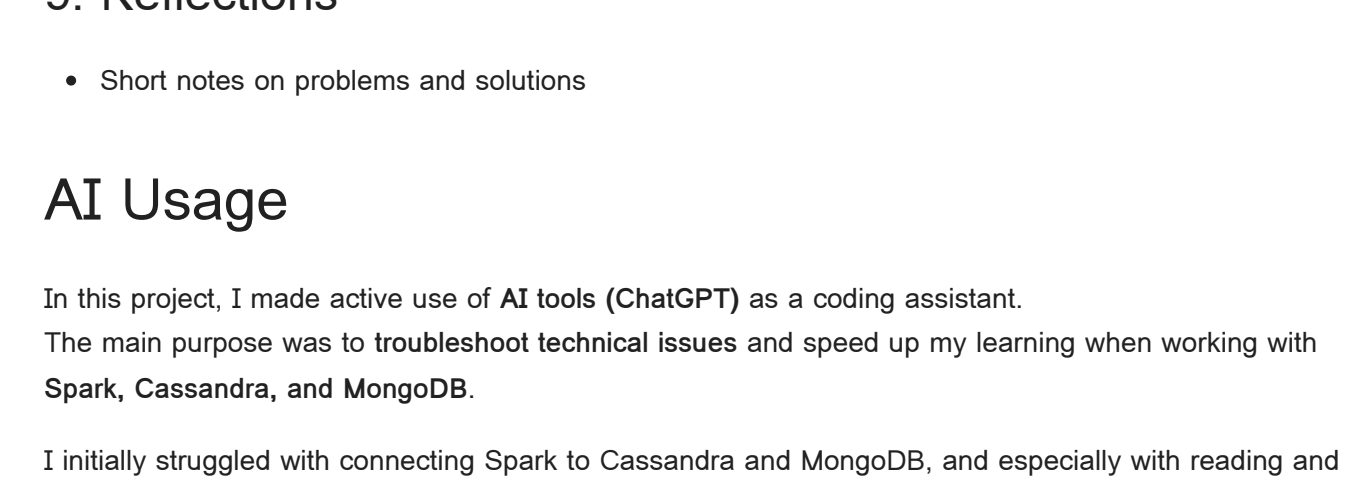 9. Reflections
Short notes on problems and solutions
AI Usage
In this project, I made active use of AI tools (ChatGPT) as a coding assistant.
The main purpose was to troubleshoot technical issues and speed up my learning when working with
Spark, Cassandra, and MongoDB.
I initially struggled with connecting Spark to Cassandra and MongoDB, and especially with reading and